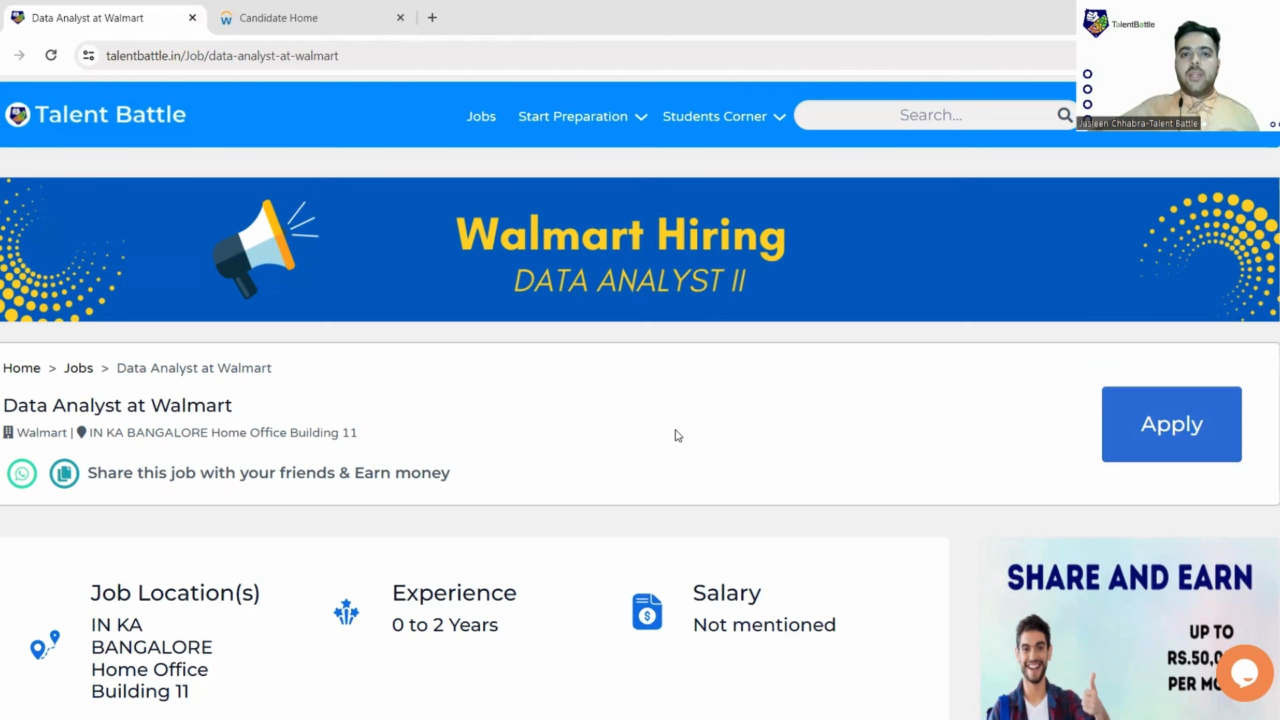 Data Analyst at Walmart
Candidate Home
talentbattle.in/Job/data-analyst-at-walmart
TalentBattle
Jasleen Chhabra-Talent Battle
Talent Battle
Jobs
Start Preparation
Students Corner
Search...
Walmart Hiring
DATA ANALYST II
Home > Jobs > Data Analyst at Walmart
Data Analyst at Walmart
Walmart | IN KA BANGALORE Home Office Building 11
Apply
Share this job with your friends & Earn money
Job Location(s)
IN KA
BANGALORE
Home Office
Building 11
Experience
0 to 2 Years
Salary
Not mentioned
SHARE AND EARN
UP TO
PER